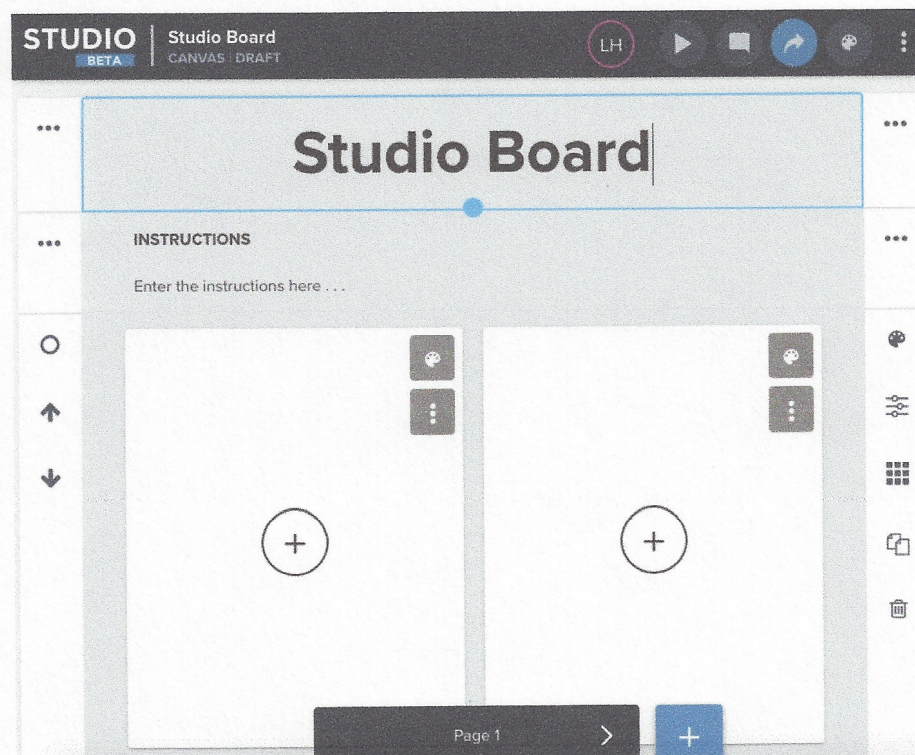 STUDIO
BETA
Studio Board
CANVAS | DRAFT
LH
Studio Board
INSTRUCTIONS
Enter the instructions here . . .
Page 1